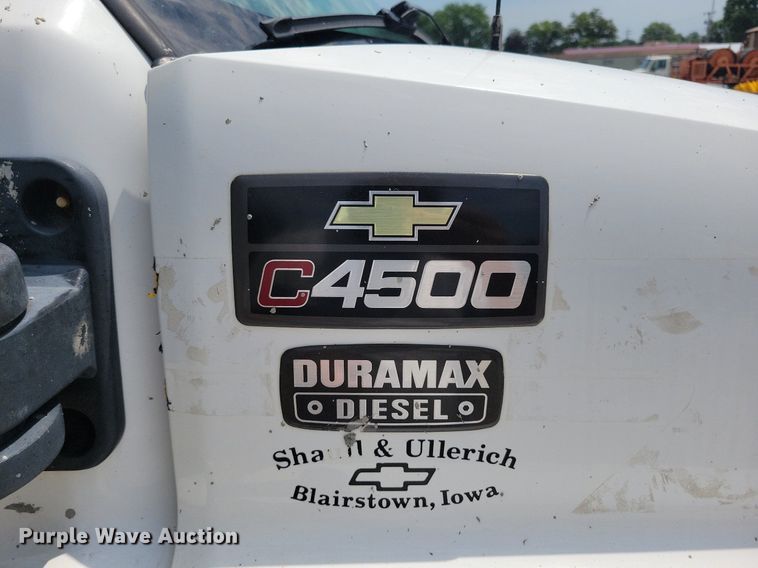 C4500
DURAMAX
DIESEL
& Ullerich
Blairstown, Iowa
Purple Wave Auction